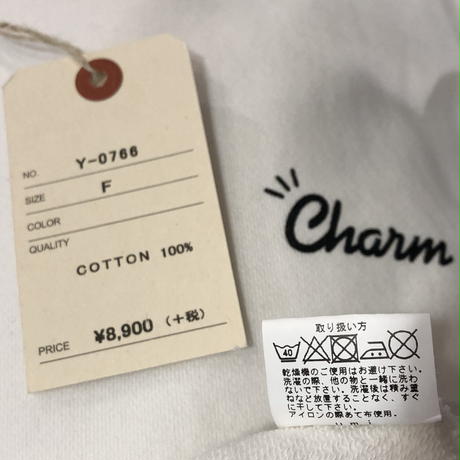 NO. Y-0766
SIZE F
COLOR
QUALITY
COTTON 100%
PRICE ¥8,900 (+税)
Charm
取り扱い方
40
乾燥機のご使用はお避け下さい。
洗濯の際、他の物と一緒に洗わ
ないで下さい。洗濯後は積み重
ねなど放置することなく、すぐ
に干して下さい。
アイロンの際あて布使用。